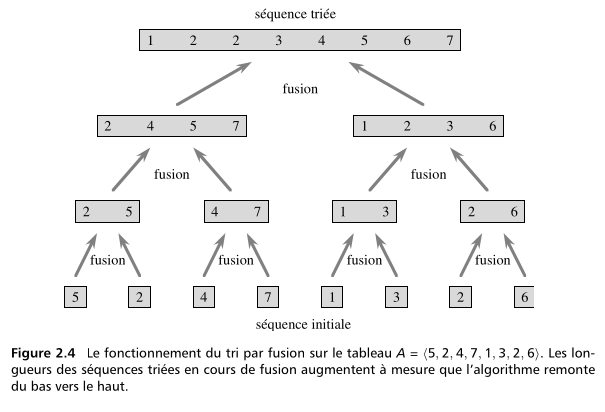 séquence triée
1 2 2 3 4 5 6 7
fusion
2 4 5 7 1 2 3 6
fusion fusion
2 5 4 7 1 3 2 6
fusion fusion fusion fusion
5 2 4 7 1 3 2 6
séquence initiale
Figure 2.4 Le fonctionnement du tri par fusion sur le tableau A = ⟨5, 2, 4, 7, 1, 3, 2, 6⟩. Les lon-
gueurs des séquences triées en cours de fusion augmentent à mesure que l'algorithme remonte
du bas vers le haut.